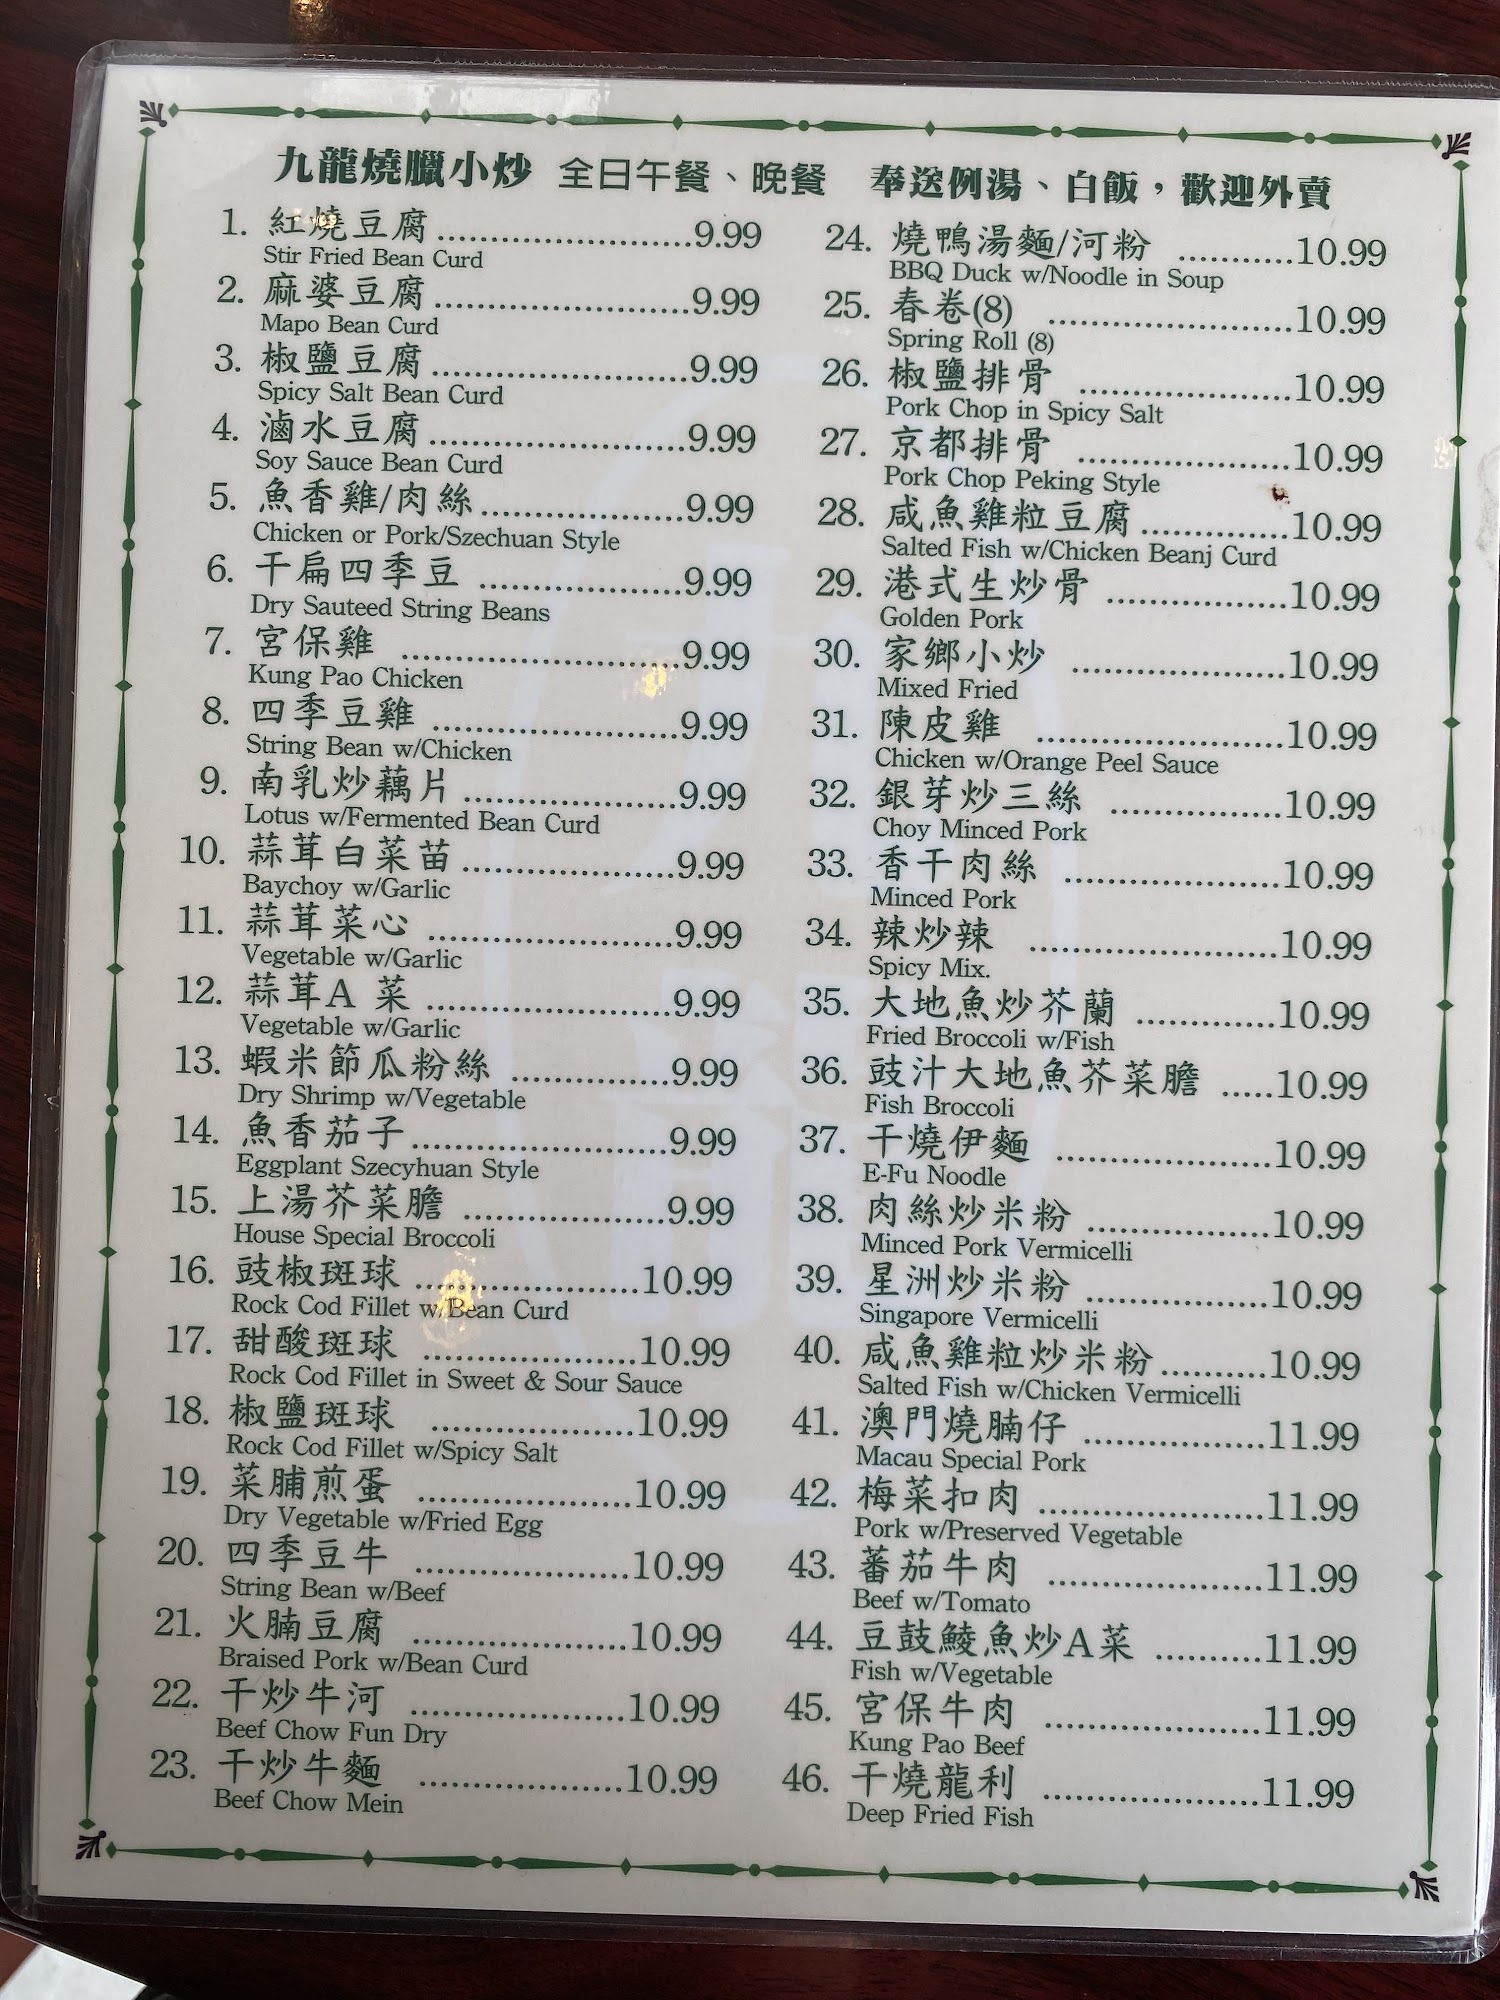 九龍燒臘小炒 全日午餐、晚餐 奉送例湯、白飯，歡迎外賣
1. 紅燒豆腐 ........................9.99
Stir Fried Bean Curd
2. 麻婆豆腐 ........................9.99
Mapo Bean Curd
3. 椒鹽豆腐 ........................9.99
Spicy Salt Bean Curd
4. 滷水豆腐 ........................9.99
Soy Sauce Bean Curd
5. 魚香雞/肉絲 ....................9.99
Chicken or Pork/Szechuan Style
6. 干扁四季豆 ...................9.99
Dry Sauteed String Beans
7. 宮保雞 ..........................9.99
Kung Pao Chicken
8. 四季豆雞 .......................9.99
String Bean w/Chicken
9. 南乳炒藕片 ....................9.99
Lotus w/Fermented Bean Curd
10. 蒜茸白菜苗 ....................9.99
Baychoy w/Garlic
11. 蒜茸菜心 .......................9.99
Vegetable w/Garlic
12. 蒜茸A 菜 .......................9.99
Vegetable w/Garlic
13. 蝦米節瓜粉絲 ...............9.99
Dry Shrimp w/Vegetable
14. 魚香茄子 ........................9.99
Eggplant Szecyhuan Style
15. 上湯芥菜膽 ...................9.99
House Special Broccoli
16. 豉椒斑球 .....................10.99
Rock Cod Fillet w/Bean Curd
17. 甜酸斑球 ....................10.99
Rock Cod Fillet in Sweet & Sour Sauce
18. 椒鹽斑球 ...................10.99
Rock Cod Fillet w/Spicy Salt
19. 菜脯煎蛋 ....................10.99
Dry Vegetable w/Fried Egg
20. 四季豆牛 ....................10.99
String Bean w/Beef
21. 火腩豆腐 ....................10.99
Braised Pork w/Bean Curd
22. 干炒牛河 ....................10.99
Beef Chow Fun Dry
23. 干炒牛麵 ...................10.99
Beef Chow Mein
24. 燒鴨湯麵/河粉 ...........10.99
BBQ Duck w/Noodle in Soup
25. 春卷(8) .......................10.99
Spring Roll (8)
26. 椒鹽排骨 ....................10.99
Pork Chop in Spicy Salt
27. 京都排骨 ....................10.99
Pork Chop Peking Style
28. 咸魚雞粒豆腐 ..............10.99
Salted Fish w/Chicken Beanj Curd
29. 港式生炒骨 .................10.99
Golden Pork
30. 家鄉小炒 ....................10.99
Mixed Fried
31. 陳皮雞 .......................10.99
Chicken w/Orange Peel Sauce
32. 銀芽炒三絲 ................10.99
Choy Minced Pork
33. 香干肉絲 ....................10.99
Minced Pork
34. 辣炒辣 .......................10.99
Spicy Mix.
35. 大地魚炒芥蘭 .............10.99
Fried Broccoli w/Fish
36. 豉汁大地魚芥菜膽 .....10.99
Fish Broccoli
37. 干燒伊麵 ....................10.99
E-Fu Noodle
38. 肉絲炒米粉 .................10.99
Minced Pork Vermicelli
39. 星洲炒米粉 .................10.99
Singapore Vermicelli
40. 咸魚雞粒炒米粉 ..........10.99
Salted Fish w/Chicken Vermicelli
41. 澳門燒腩仔 .................11.99
Macau Special Pork
42. 梅菜扣肉 .....................11.99
Pork w/Preserved Vegetable
43. 蕃茄牛肉 ....................11.99
Beef w/Tomato
44. 豆鼓鯪魚炒A菜 ..........11.99
Fish w/Vegetable
45. 宮保牛肉 ....................11.99
Kung Pao Beef
46. 干燒龍利 ....................11.99
Deep Fried Fish